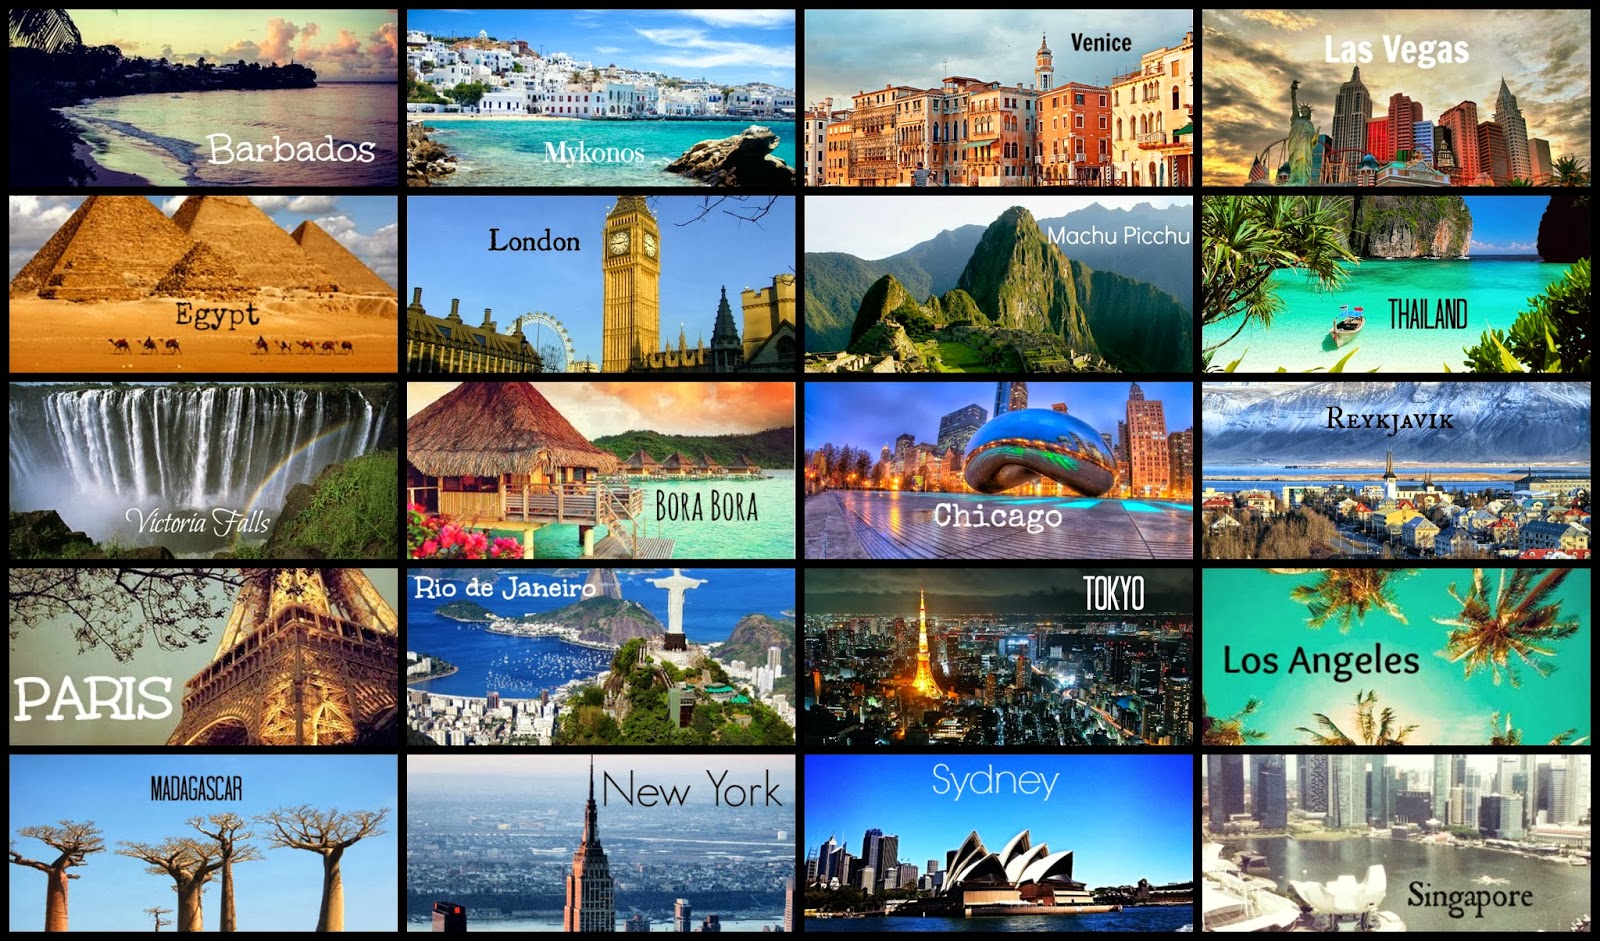 Barbados
Mykonos
Venice
Las Vegas
Egypt
London
Machu Picchu
THAILAND
Victoria Falls
BORA BORA
Chicago
REYKJAVIK
PARIS
Rio de Janeiro
TOKYO
Los Angeles
MADAGASCAR
New York
Sydney
Singapore